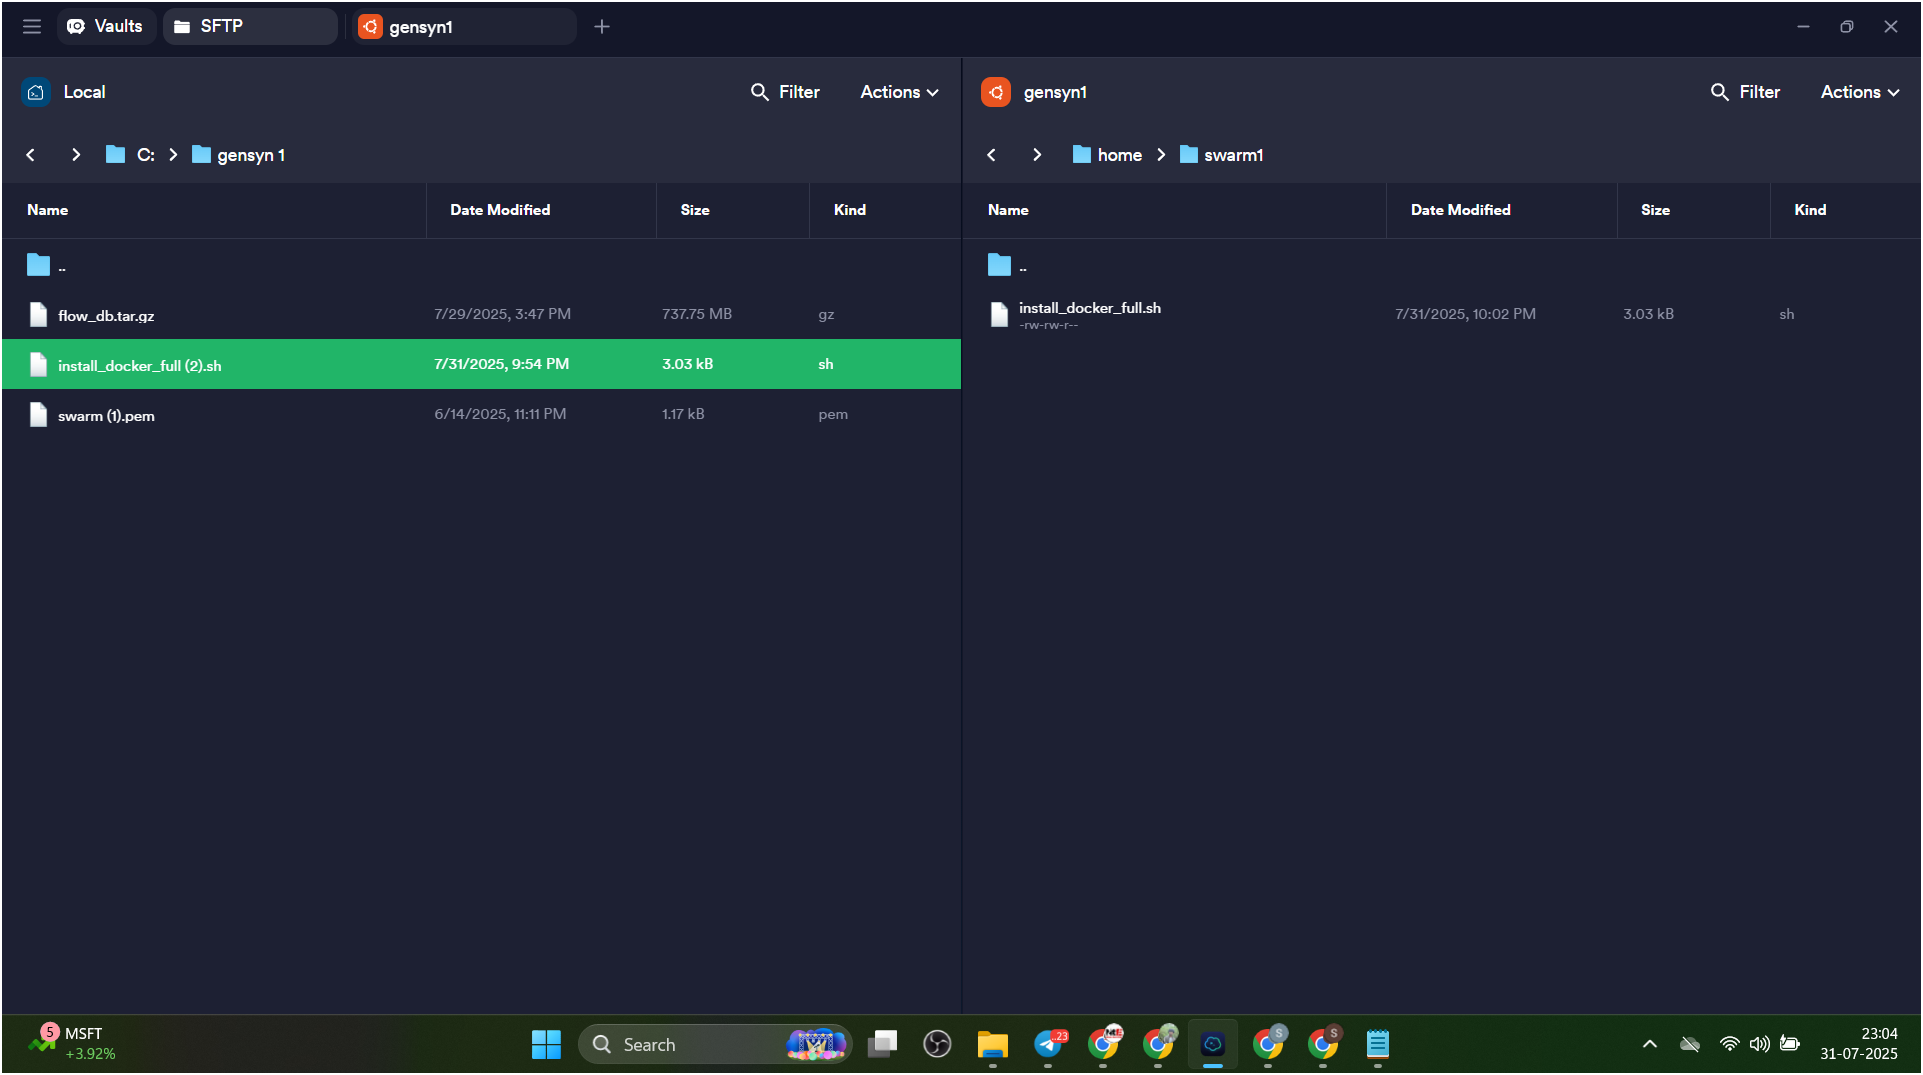 Vaults
SFTP
gensyn1
Local
Filter
Actions
gensyn1
Filter
Actions
C:
gensyn 1
home
swarm1
Name
Date Modified
Size
Kind
Name
Date Modified
Size
Kind
..
..
flow_db.tar.gz
7/29/2025, 3:47 PM
737.75 MB
gz
install_docker_full.sh
-rw-rw-r--
7/31/2025, 10:02 PM
3.03 kB
sh
install_docker_full (2).sh
7/31/2025, 9:54 PM
3.03 kB
sh
swarm (1).pem
6/14/2025, 11:11 PM
1.17 kB
pem
5
MSFT
+3.92%
Search
..23
S
S
23:04
31-07-2025